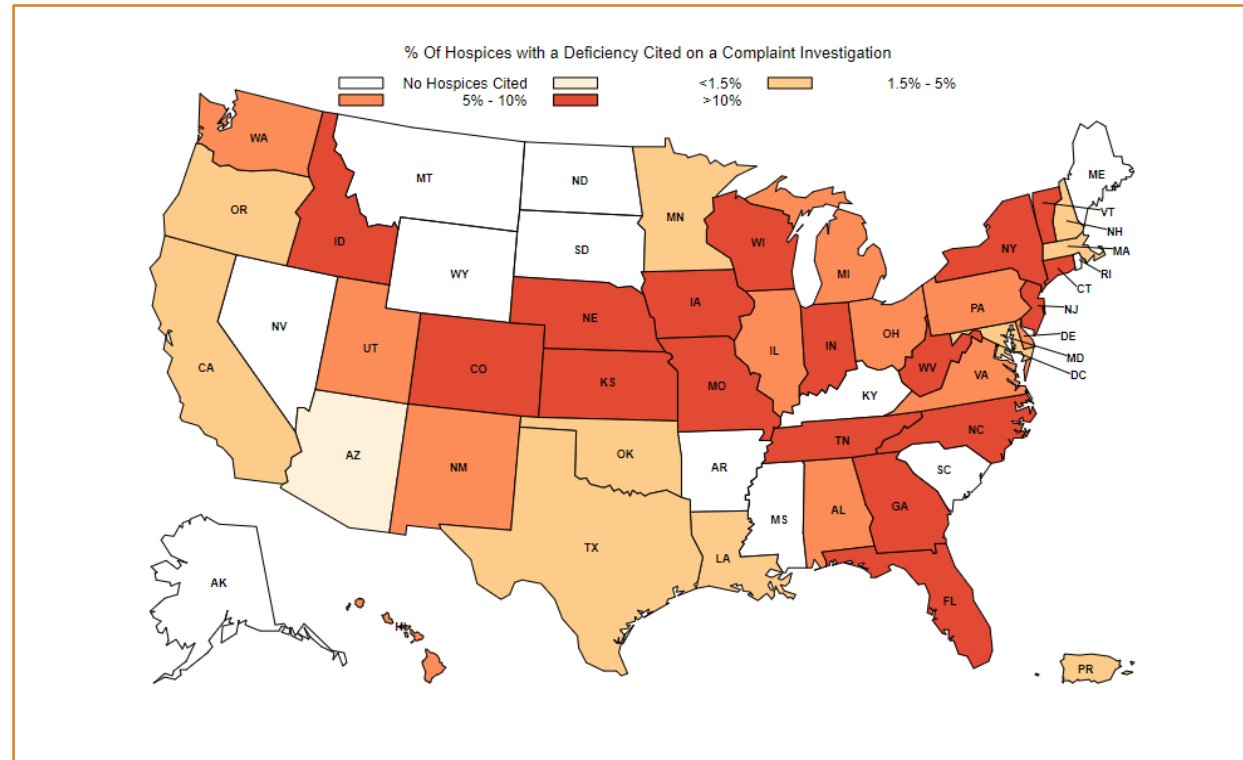 % Of Hospices with a Deficiency Cited on a Complaint Investigation
No Hospices Cited <1.5% 1.5% - 5%
5% - 10% >10%
WA
MT
ND
MN
ME
OR
ID
WI
VT
NH
NY
MA
SD
WY
MI
RI
CT
IA
PA
NJ
NE
NV
OH
DE
UT
IL
IN
MD
CA
CO
WV
VA
DC
KS
MO
KY
TN
NC
OK
AZ
NM
AR
SC
AL
GA
MS
TX
LA
AK
FL
HI
PR